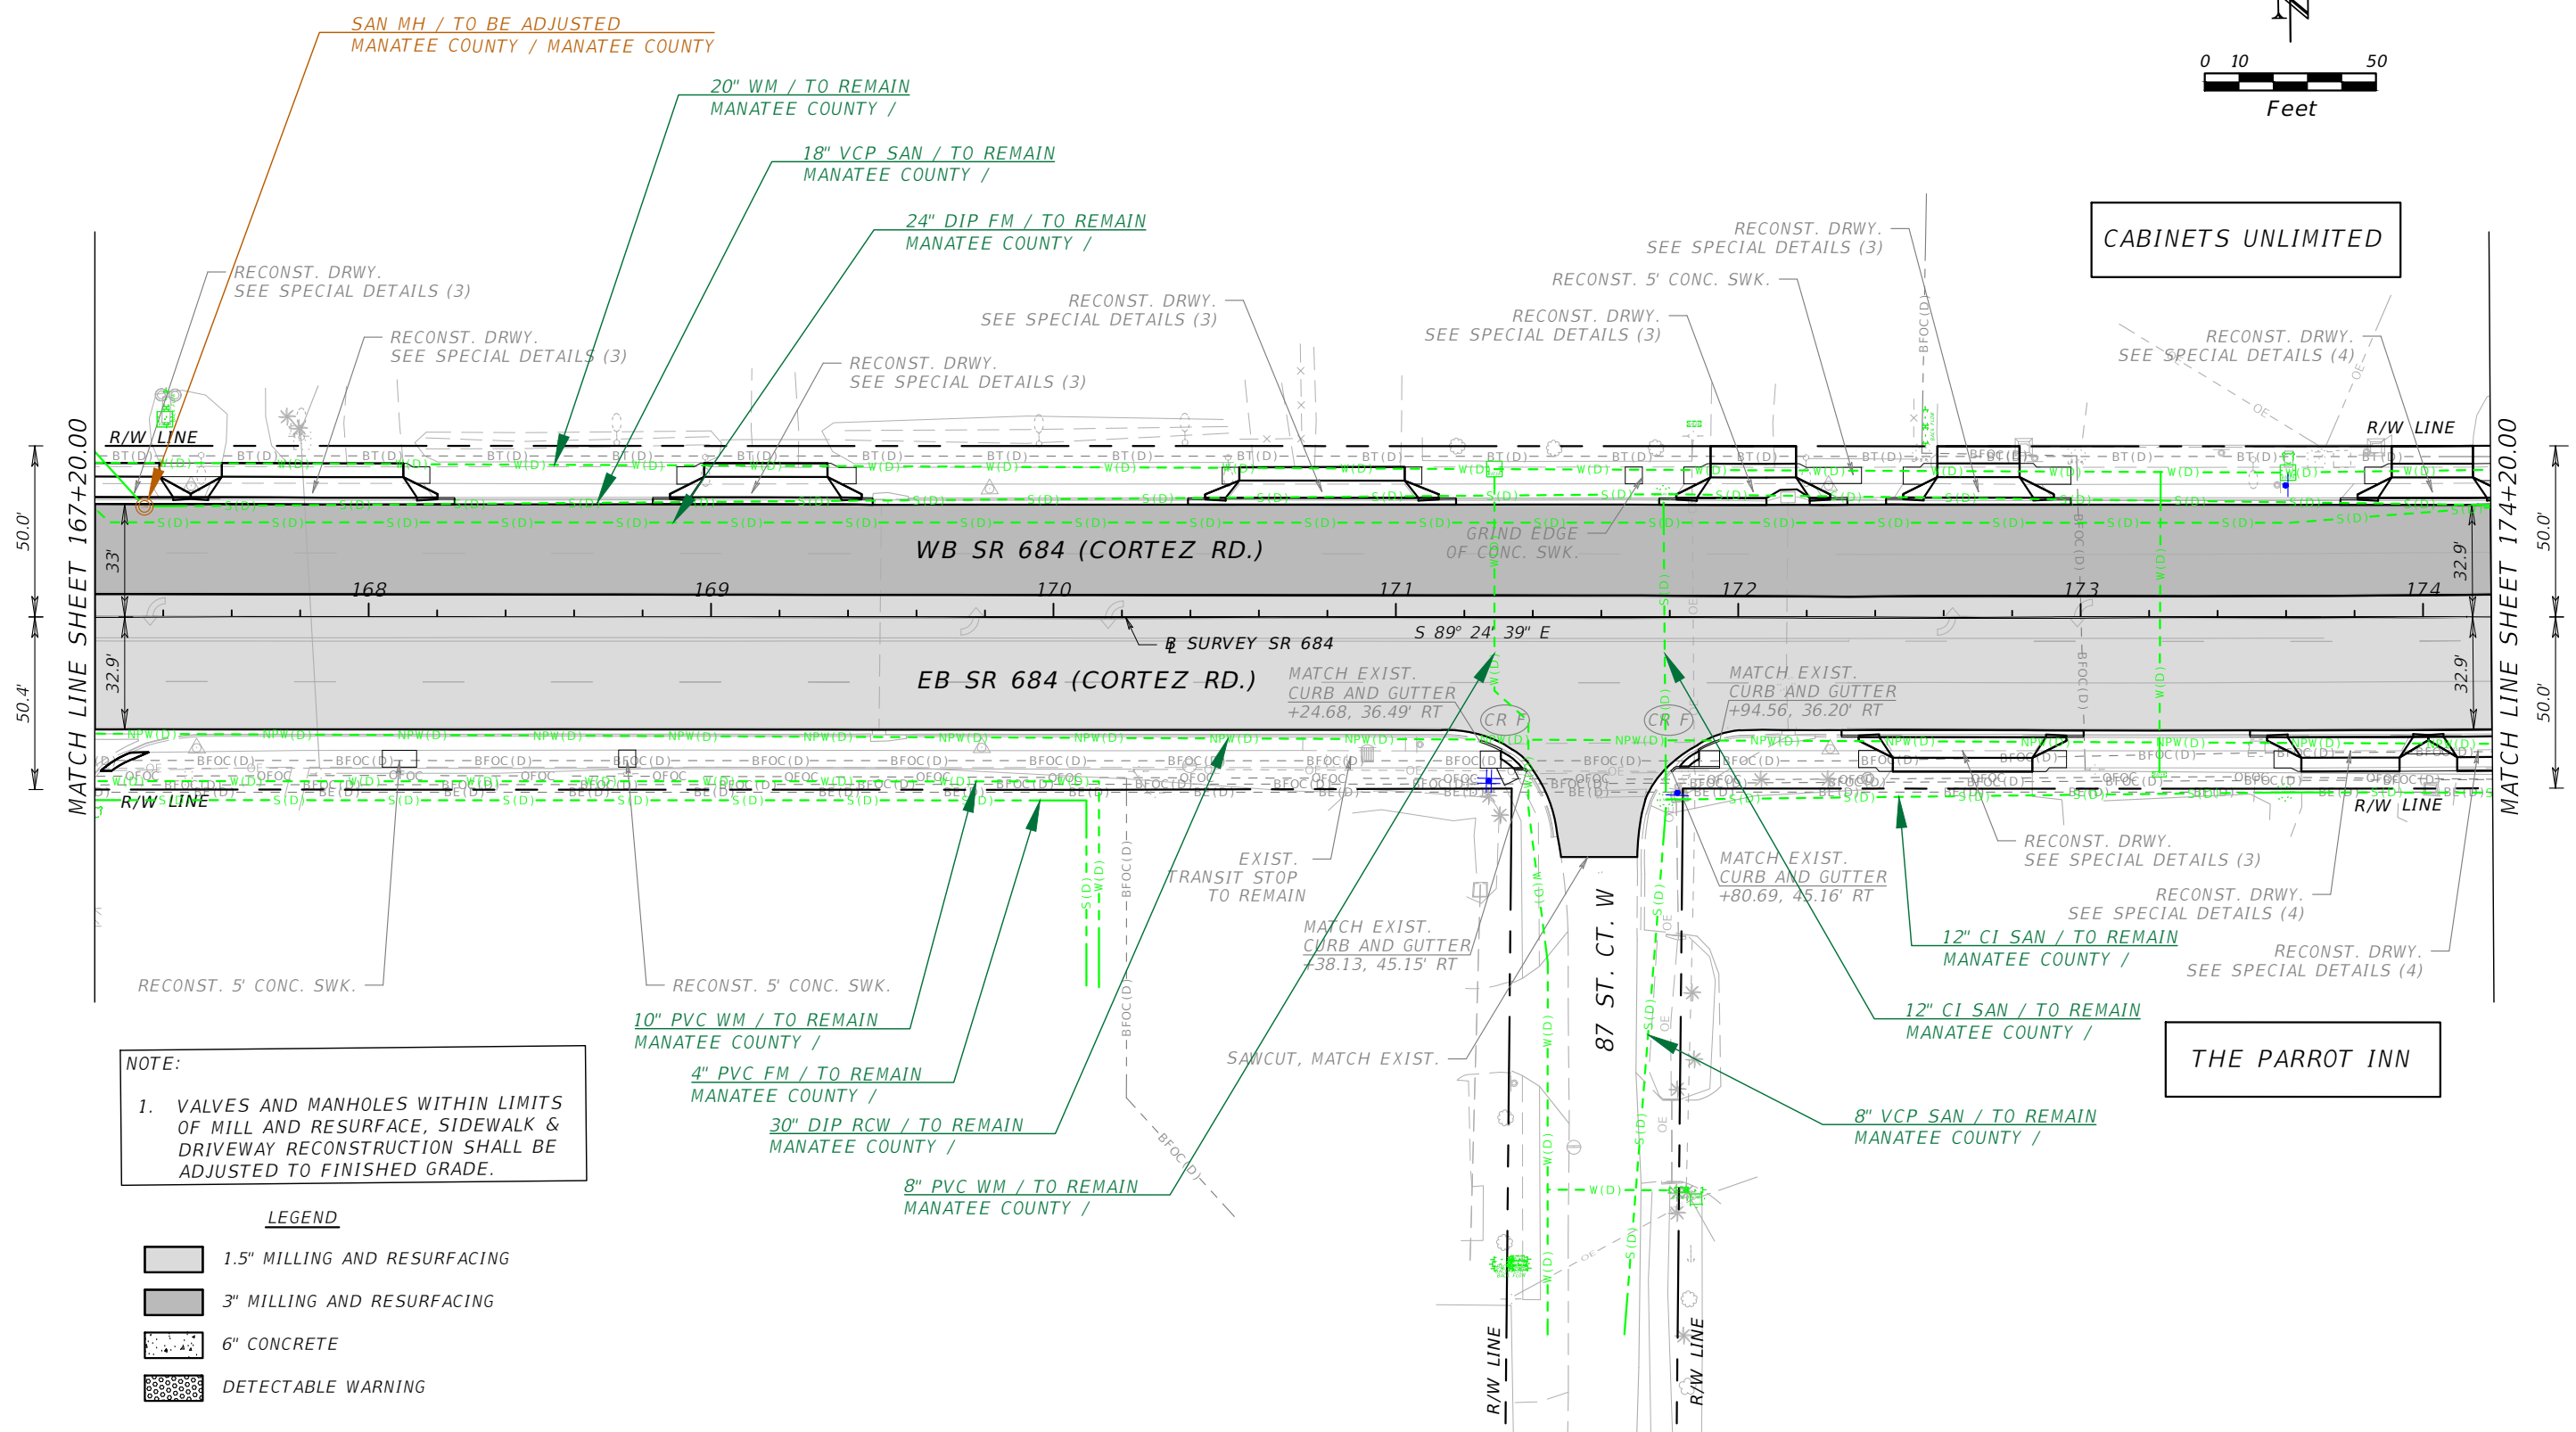 SAN MH / TO BE ADJUSTED
MANATEE COUNTY / MANATEE COUNTY
20" WM / TO REMAIN
MANATEE COUNTY /
18" VCP SAN / TO REMAIN
MANATEE COUNTY /
24" DIP FM / TO REMAIN
MANATEE COUNTY /
N
0 10 50
Feet
CABINETS UNLIMITED
RECONST. DRWY.
SEE SPECIAL DETAILS (3)
RECONST. DRWY.
SEE SPECIAL DETAILS (3)
RECONST. DRWY.
SEE SPECIAL DETAILS (3)
RECONST. DRWY.
SEE SPECIAL DETAILS (3)
RECONST. DRWY.
SEE SPECIAL DETAILS (3)
RECONST. 5' CONC. SWK.
RECONST. DRWY.
SEE SPECIAL DETAILS (3)
RECONST. DRWY.
SEE SPECIAL DETAILS (4)
MATCH LINE SHEET 167+20.00
MATCH LINE SHEET 174+20.00
R/W LINE
R/W LINE
50.0'
50.4'
33'
32.9'
50.0'
50.0'
32.9'
32.9'
GRIND EDGE
OF CONC. SWK.
WB SR 684 (CORTEZ RD.)
168 169 170 171 172 173 174
S 89° 24' 39" E
BL SURVEY SR 684
EB SR 684 (CORTEZ RD.)
MATCH EXIST.
CURB AND GUTTER
+24.68, 36.49' RT
MATCH EXIST.
CURB AND GUTTER
+94.56, 36.20' RT
CR F
CR F
BT(D)
W(D)
S(D)
NPW(D)
BFOC(D)
OFOC
BE(D)
OE
R/W LINE
R/W LINE
EXIST.
TRANSIT STOP
TO REMAIN
MATCH EXIST.
CURB AND GUTTER
+38.13, 45.15' RT
MATCH EXIST.
CURB AND GUTTER
+80.69, 45.16' RT
RECONST. DRWY.
SEE SPECIAL DETAILS (3)
RECONST. DRWY.
SEE SPECIAL DETAILS (4)
RECONST. DRWY.
SEE SPECIAL DETAILS (4)
RECONST. 5' CONC. SWK.
RECONST. 5' CONC. SWK.
87 ST. CT. W
SAWCUT, MATCH EXIST.
12" CI SAN / TO REMAIN
MANATEE COUNTY /
12" CI SAN / TO REMAIN
MANATEE COUNTY /
8" VCP SAN / TO REMAIN
MANATEE COUNTY /
10" PVC WM / TO REMAIN
MANATEE COUNTY /
4" PVC FM / TO REMAIN
MANATEE COUNTY /
30" DIP RCW / TO REMAIN
MANATEE COUNTY /
8" PVC WM / TO REMAIN
MANATEE COUNTY /
THE PARROT INN
R/W LINE
R/W LINE
NOTE:
1. VALVES AND MANHOLES WITHIN LIMITS
OF MILL AND RESURFACE, SIDEWALK &
DRIVEWAY RECONSTRUCTION SHALL BE
ADJUSTED TO FINISHED GRADE.
LEGEND
1.5" MILLING AND RESURFACING
3" MILLING AND RESURFACING
6" CONCRETE
DETECTABLE WARNING